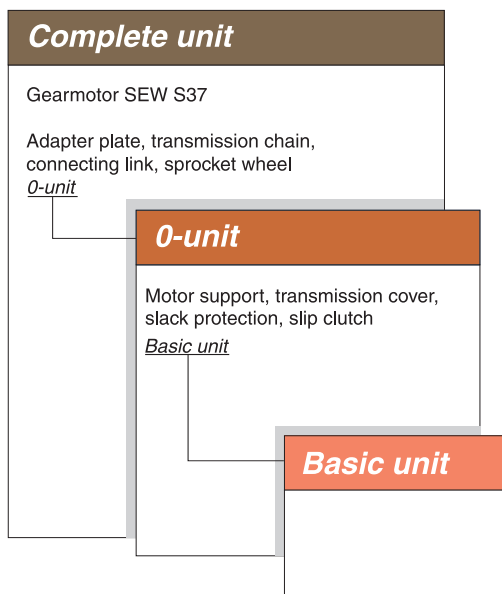 Complete unit
Gearmotor SEW S37
Adapter plate, transmission chain,
connecting link, sprocket wheel
0-unit
0-unit
Motor support, transmission cover,
slack protection, slip clutch
Basic unit
Basic unit